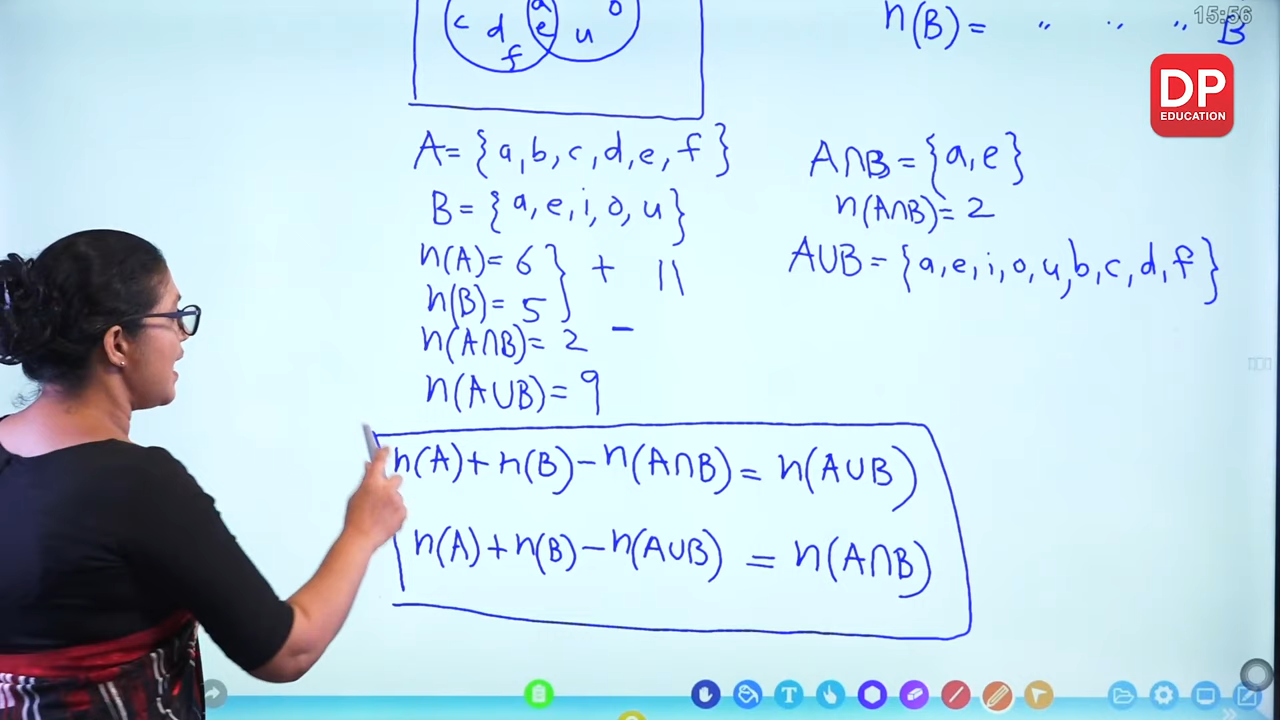 15:56
n(B) = " " " B
DP
EDUCATION
c d f a e u o
A = {a, b, c, d, e, f}
B = {a, e, i, o, u}
n(A) = 6
n(B) = 5
} + 11
n(A∩B) = 2 −
n(A∪B) = 9
A∩B = {a, e}
n(A∩B) = 2
A∪B = {a, e, i, o, u, b, c, d, f}
n(A) + n(B) − n(A∩B) = n(A∪B)
n(A) + n(B) − n(A∪B) = n(A∩B)
T